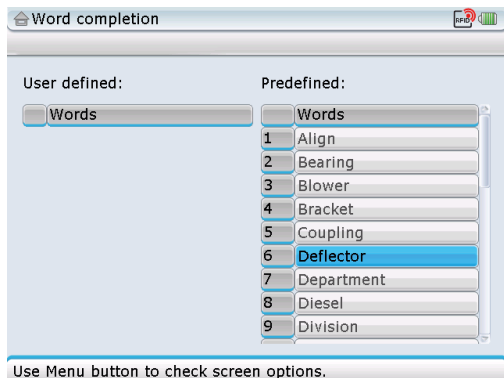 Word completion
RFID
User defined:
Words
Predefined:
Words
1 Align
2 Bearing
3 Blower
4 Bracket
5 Coupling
6 Deflector
7 Department
8 Diesel
9 Division
Use Menu button to check screen options.